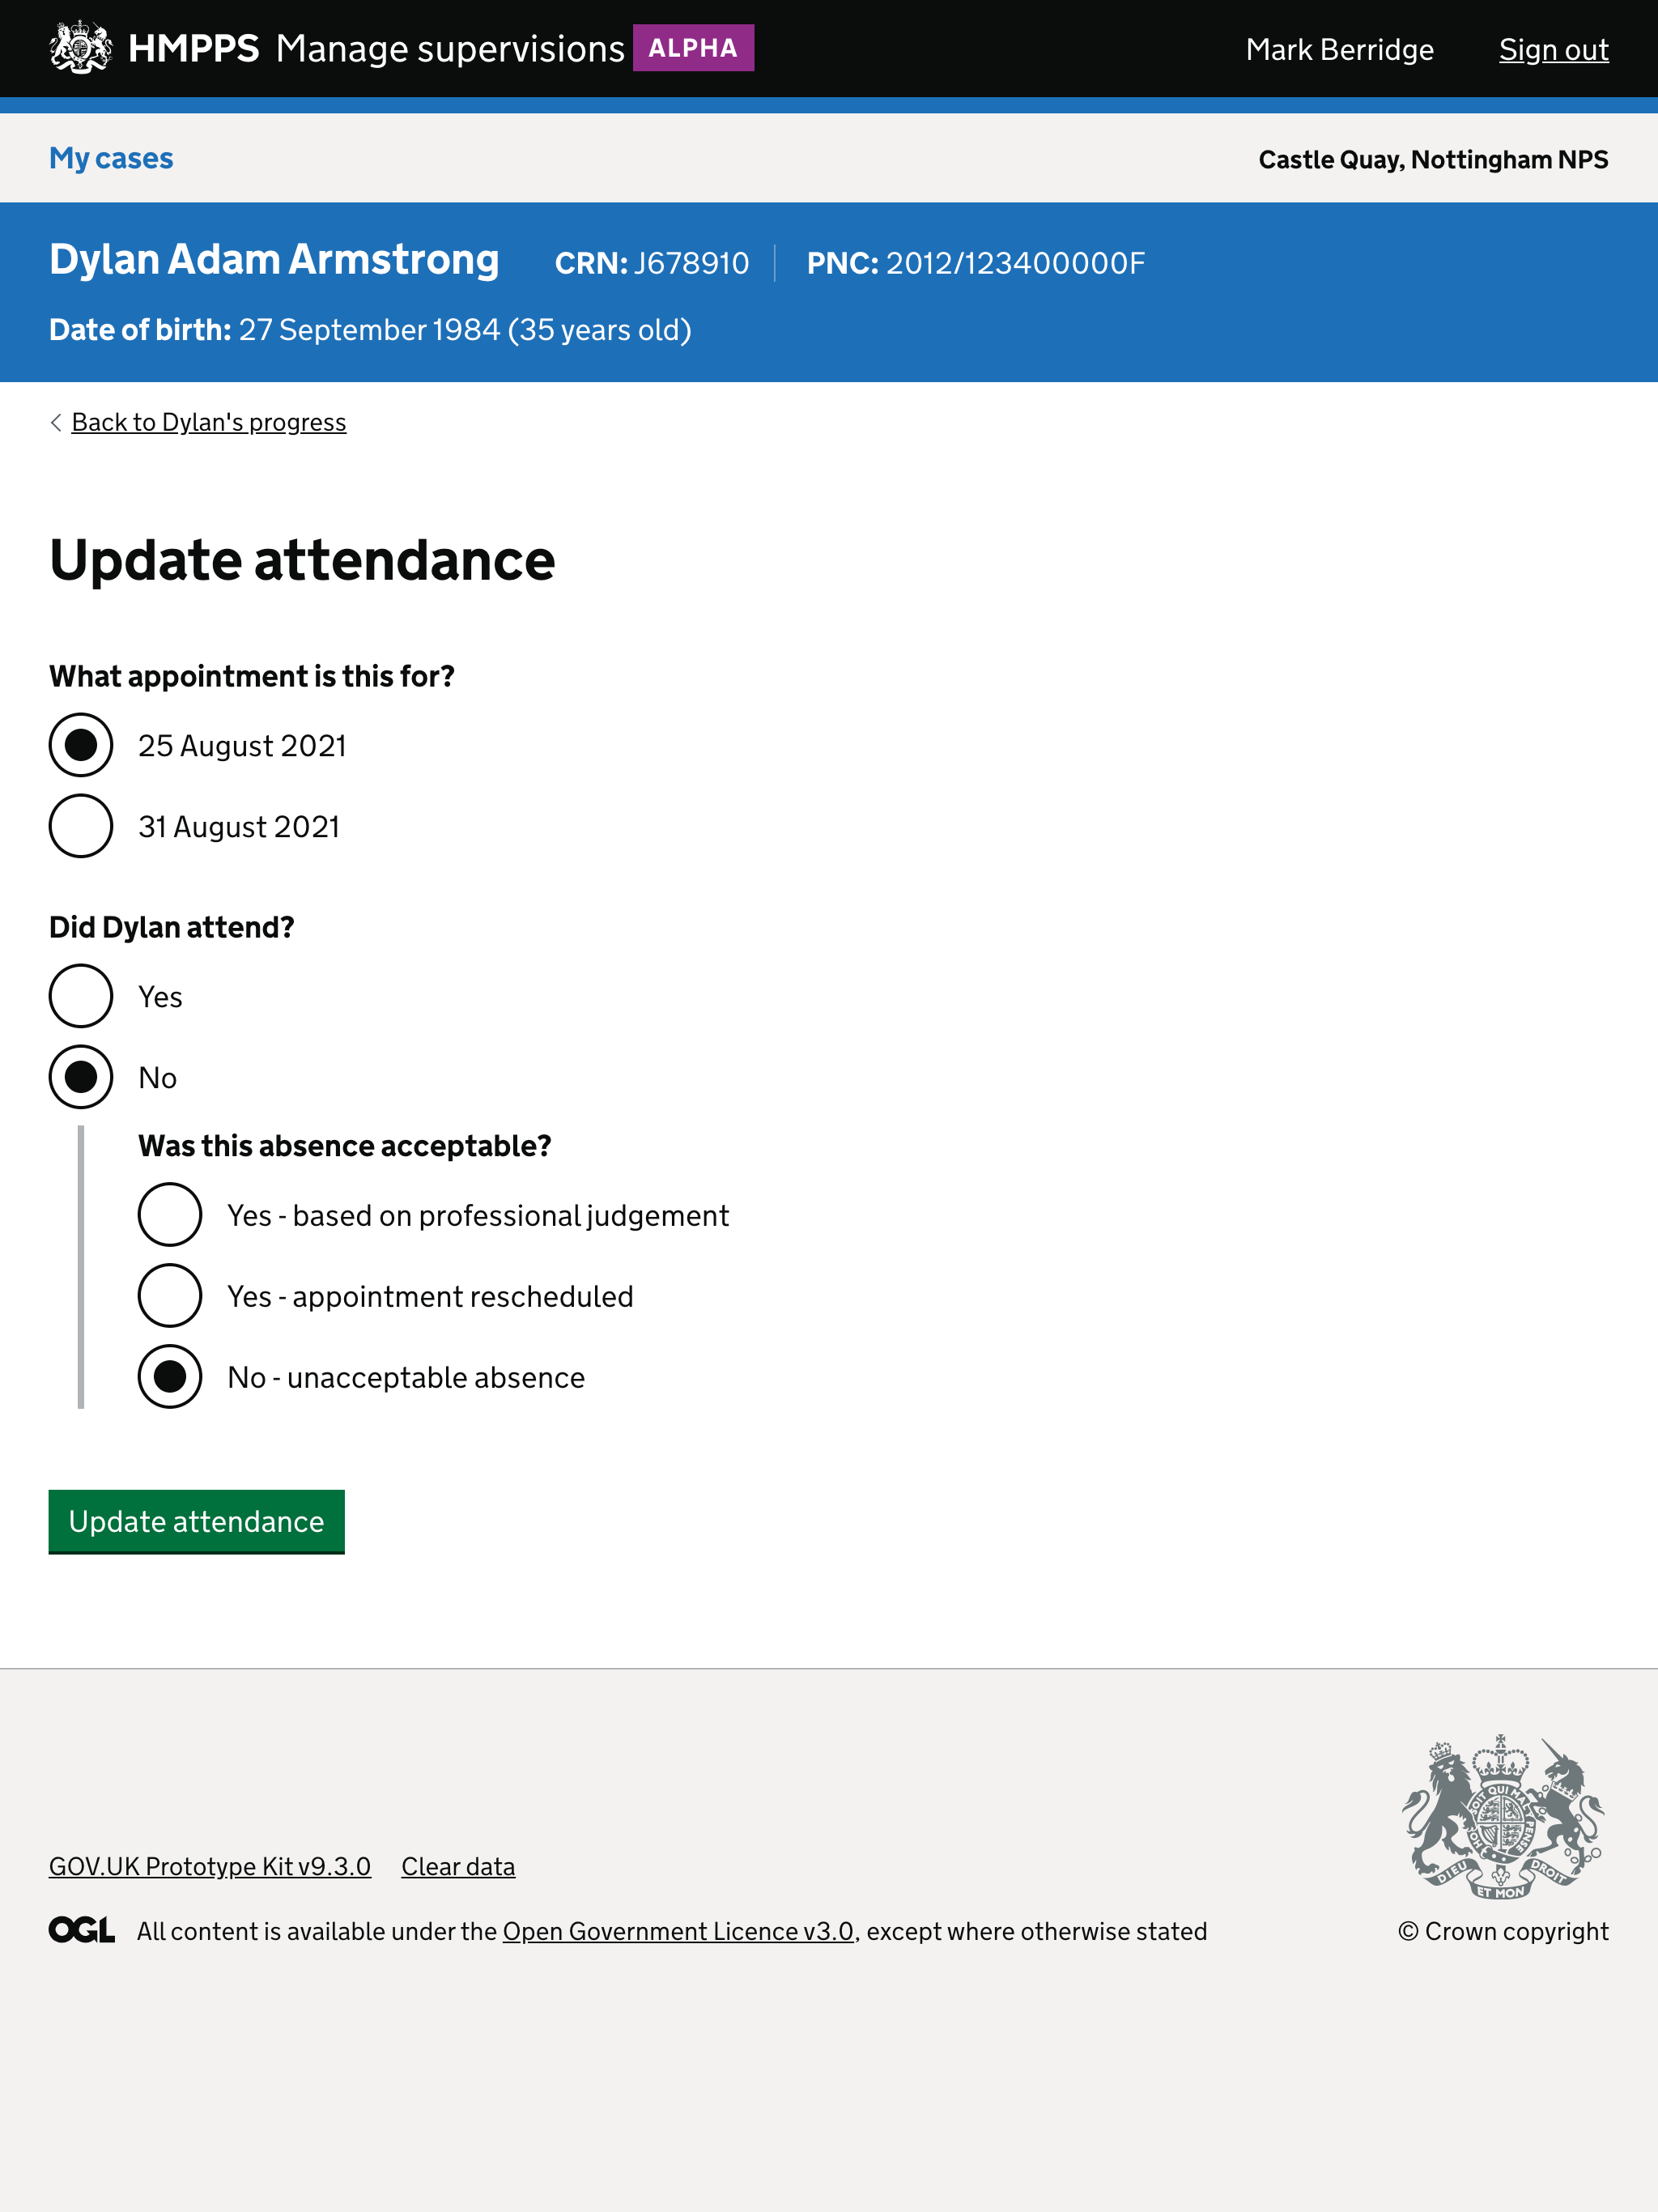 HMPPS Manage supervisions ALPHA Mark Berridge Sign out
My cases Castle Quay, Nottingham NPS
Dylan Adam Armstrong CRN: J678910 PNC: 2012/123400000F
Date of birth: 27 September 1984 (35 years old)
Back to Dylan's progress
Update attendance
What appointment is this for?
25 August 2021
31 August 2021
Did Dylan attend?
Yes
No
Was this absence acceptable?
Yes - based on professional judgement
Yes - appointment rescheduled
No - unacceptable absence
Update attendance
DIEU ET MON DROIT
GOV.UK Prototype Kit v9.3.0 Clear data
OGL All content is available under the Open Government Licence v3.0, except where otherwise stated © Crown copyright